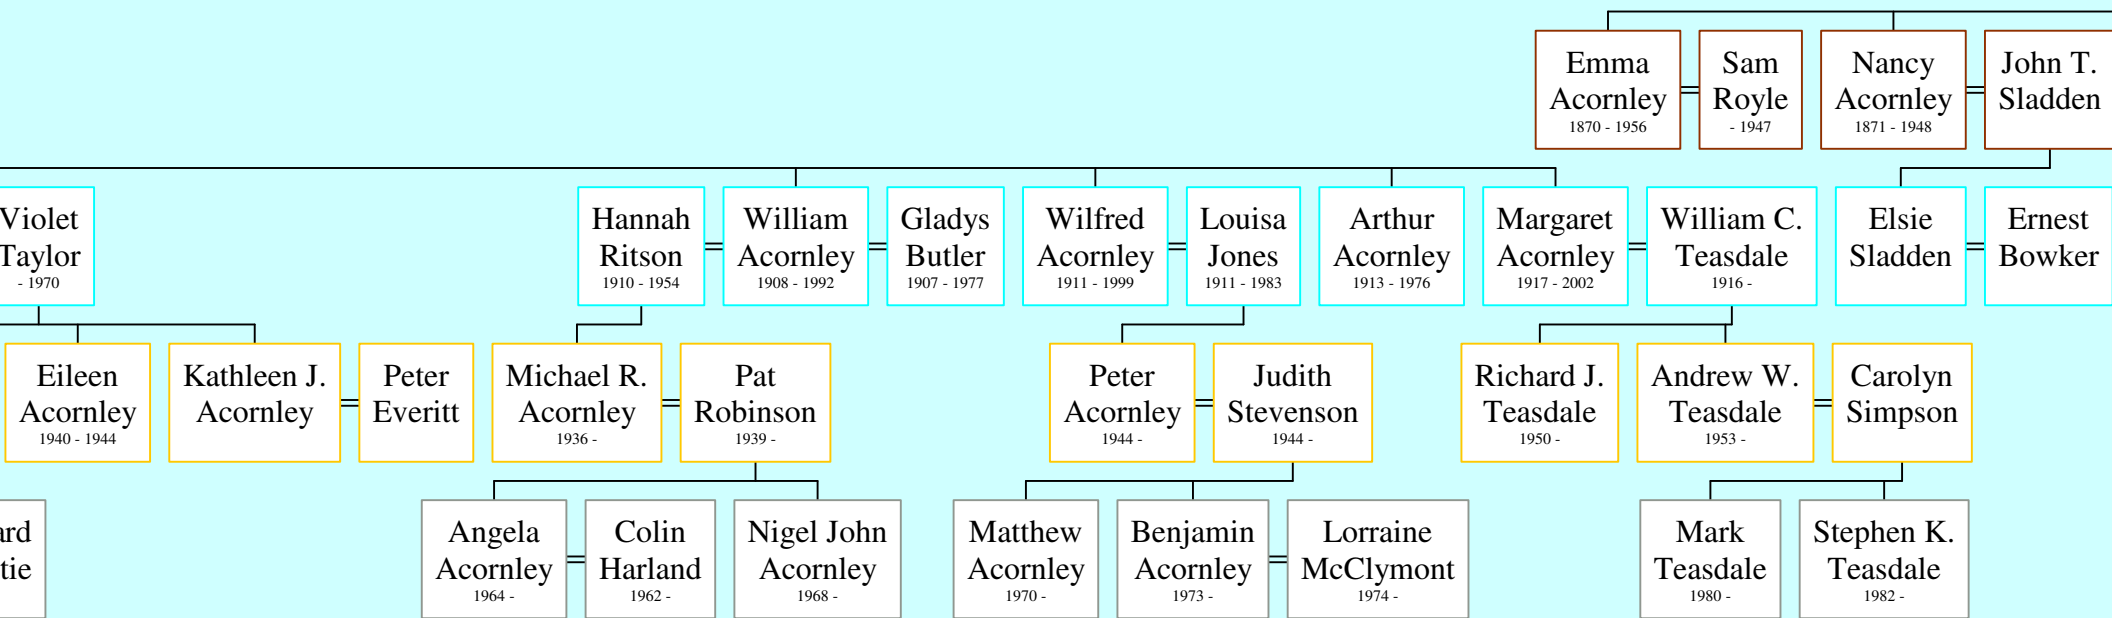 Emma
Acornley
1870 - 1956
Sam
Royle
- 1947
Nancy
Acornley
1871 - 1948
John T.
Sladden
Violet
Taylor
- 1970
Hannah
Ritson
1910 - 1954
William
Acornley
1908 - 1992
Gladys
Butler
1907 - 1977
Wilfred
Acornley
1911 - 1999
Louisa
Jones
1911 - 1983
Arthur
Acornley
1913 - 1976
Margaret
Acornley
1917 - 2002
William C.
Teasdale
1916 -
Elsie
Sladden
Ernest
Bowker
Eileen
Acornley
1940 - 1944
Kathleen J.
Acornley
Peter
Everitt
Michael R.
Acornley
1936 -
Pat
Robinson
1939 -
Peter
Acornley
1944 -
Judith
Stevenson
1944 -
Richard J.
Teasdale
1950 -
Andrew W.
Teasdale
1953 -
Carolyn
Simpson
ard
tie
Angela
Acornley
1964 -
Colin
Harland
1962 -
Nigel John
Acornley
1968 -
Matthew
Acornley
1970 -
Benjamin
Acornley
1973 -
Lorraine
McClymont
1974 -
Mark
Teasdale
1980 -
Stephen K.
Teasdale
1982 -